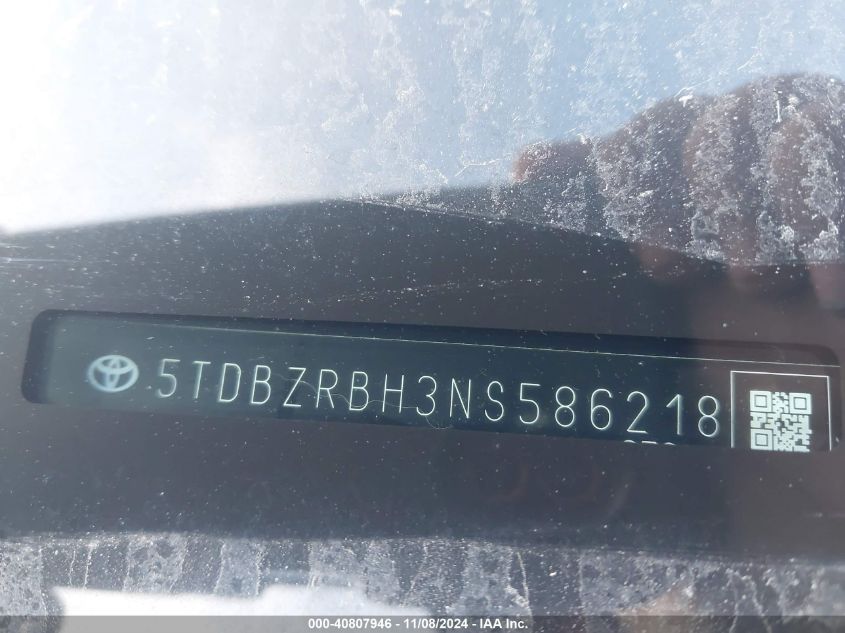 5TDBZRBH3NS586218
000-40807946 - 11/08/2024 - IAA Inc.